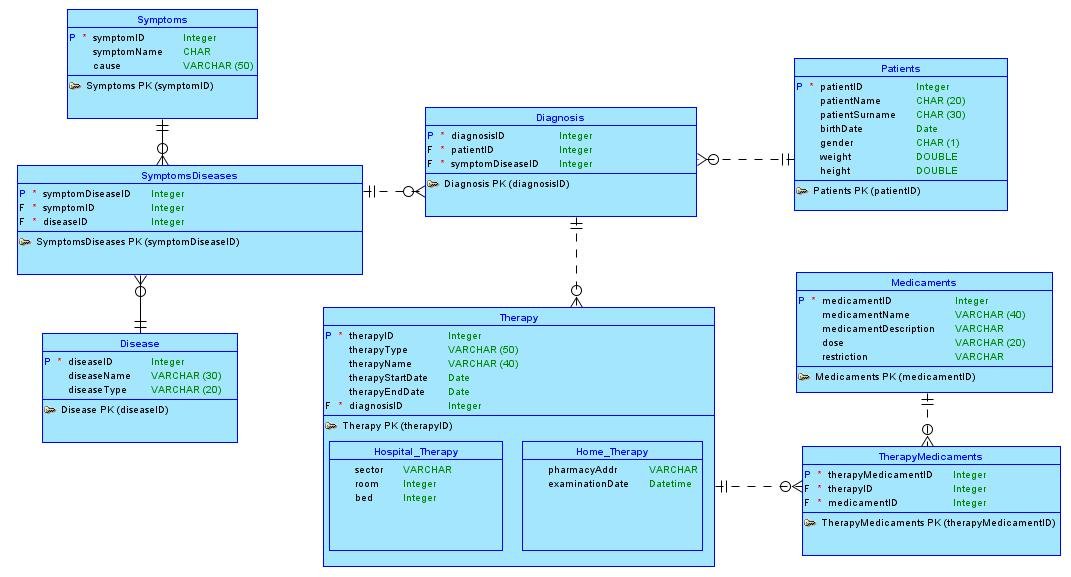 Symptoms
P * symptomID Integer
symptomName CHAR
cause VARCHAR (50)
Symptoms PK (symptomID)
SymptomsDiseases
P * symptomDiseaseID Integer
F * symptomID Integer
F * diseaseID Integer
SymptomsDiseases PK (symptomDiseaseID)
Disease
P * diseaseID Integer
diseaseName VARCHAR (30)
diseaseType VARCHAR (20)
Disease PK (diseaseID)
Diagnosis
P * diagnosisID Integer
F * patientID Integer
F * symptomDiseaseID Integer
Diagnosis PK (diagnosisID)
Patients
P * patientID Integer
patientName CHAR (20)
patientSurname CHAR (30)
birthDate Date
gender CHAR (1)
weight DOUBLE
height DOUBLE
Patients PK (patientID)
Therapy
P * therapyID Integer
therapyType VARCHAR (50)
therapyName VARCHAR (40)
therapyStartDate Date
therapyEndDate Date
F * diagnosisID Integer
Therapy PK (therapyID)
Hospital_Therapy
sector VARCHAR
room Integer
bed Integer
Home_Therapy
pharmacyAddr VARCHAR
examinationDate Datetime
Medicaments
P * medicamentID Integer
medicamentName VARCHAR (40)
medicamentDescription VARCHAR
dose VARCHAR (20)
restriction VARCHAR
Medicaments PK (medicamentID)
TherapyMedicaments
P * therapyMedicamentID Integer
F * therapyID Integer
F * medicamentID Integer
TherapyMedicaments PK (therapyMedicamentID)